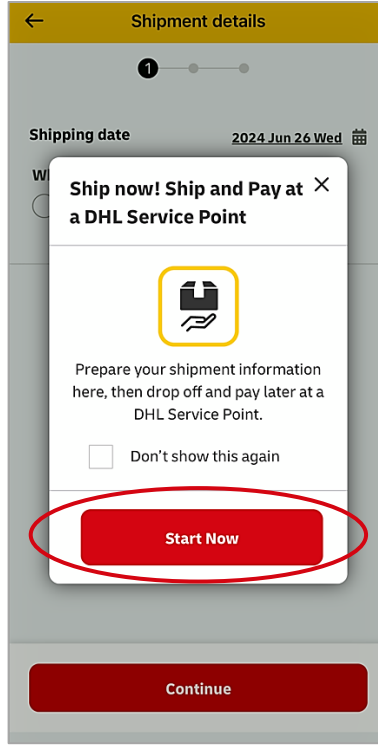 Shipment details
1
Shipping date
2024 Jun 26 Wed
Ship now! Ship and Pay at
a DHL Service Point
Prepare your shipment information
here, then drop off and pay later at a
DHL Service Point.
Don't show this again
Start Now
Continue